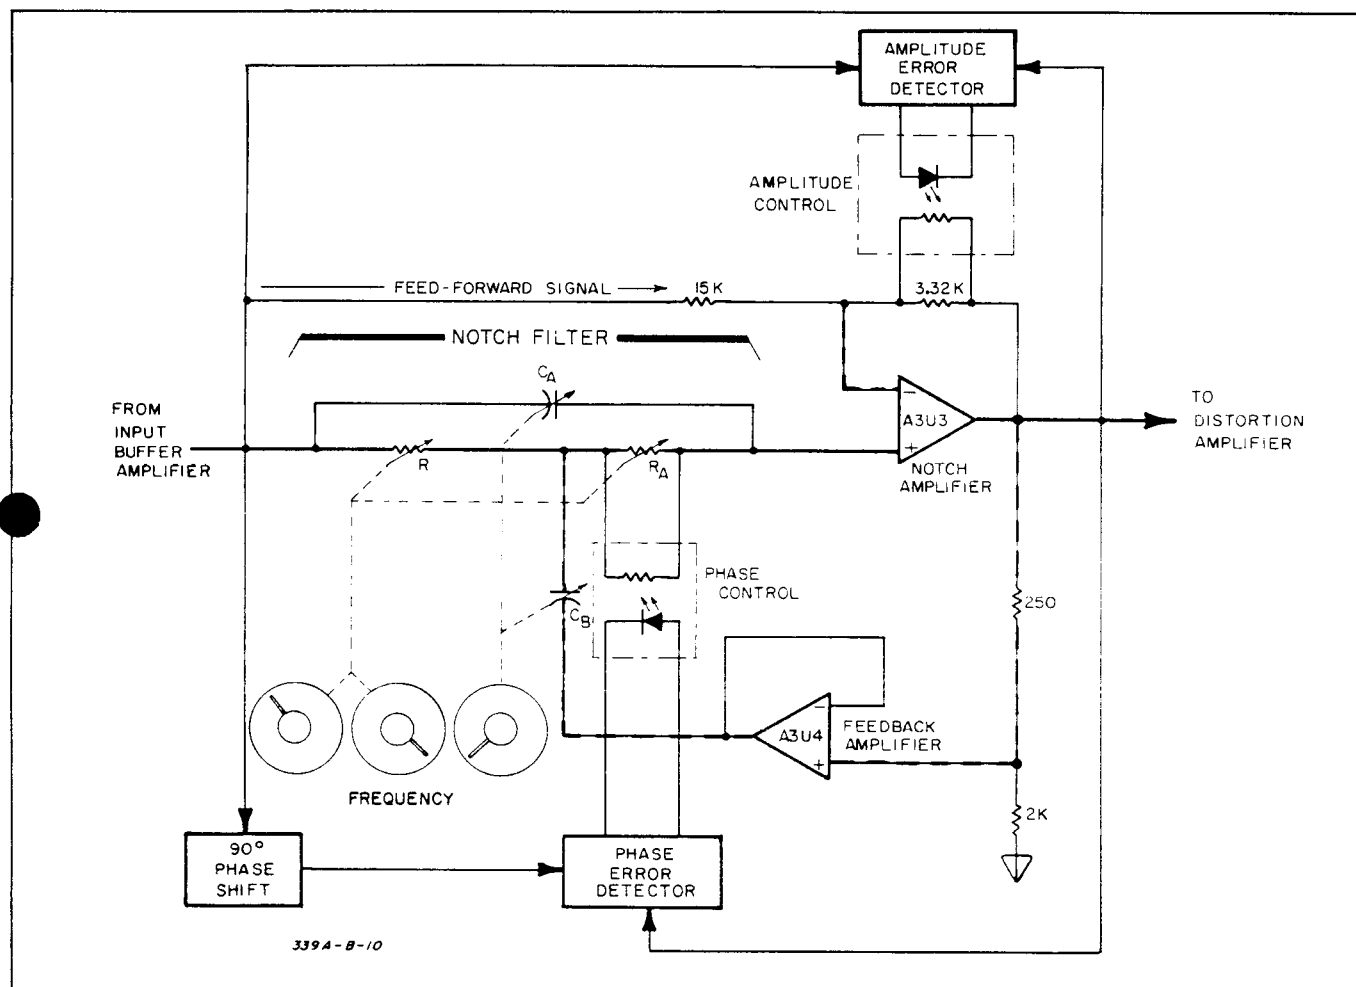 AMPLITUDE
ERROR
DETECTOR
AMPLITUDE
CONTROL
FEED-FORWARD SIGNAL
15K
3.32K
NOTCH FILTER
CA
FROM
INPUT
BUFFER
AMPLIFIER
R
RA
A3U3
NOTCH
AMPLIFIER
TO
DISTORTION
AMPLIFIER
PHASE
CONTROL
CB
250
A3U4
FEEDBACK
AMPLIFIER
FREQUENCY
2K
90°
PHASE
SHIFT
PHASE
ERROR
DETECTOR
339A-B-10